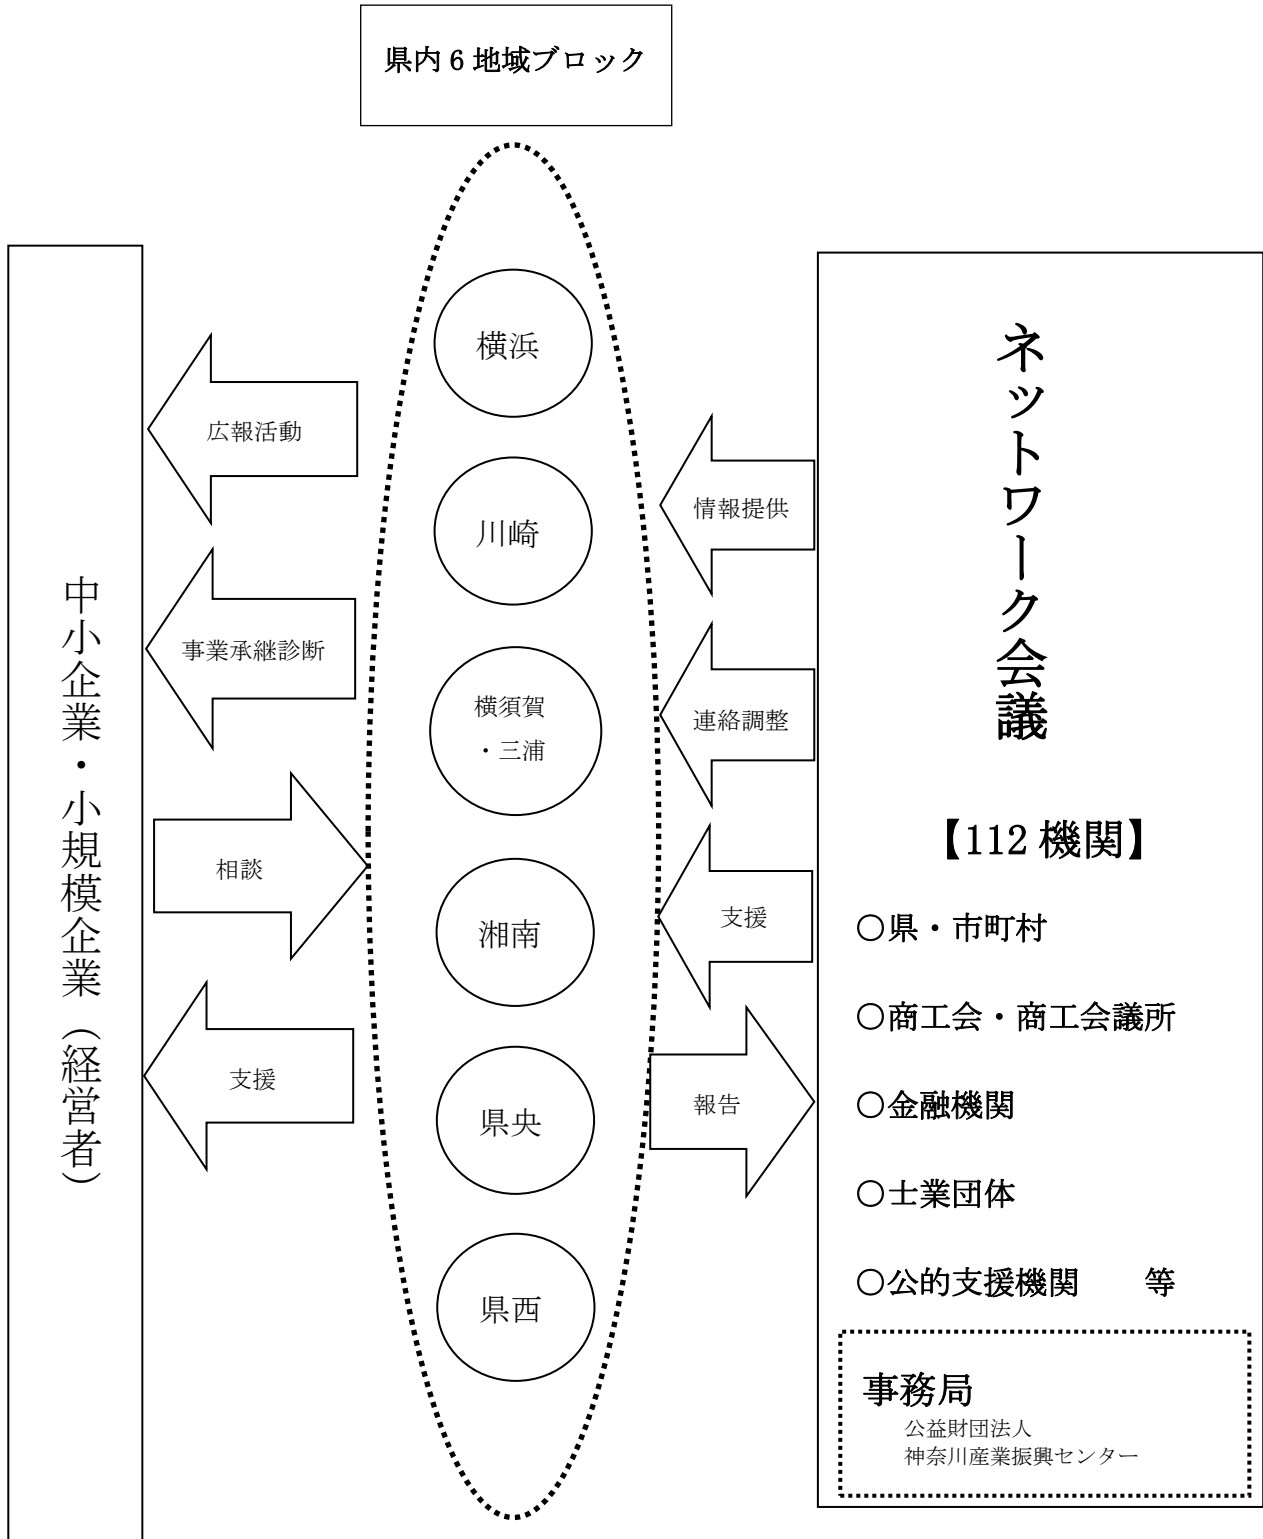 県内6地域ブロック
中小企業・小規模企業（経営者）
広報活動
事業承継診断
相談
支援
横浜
川崎
横須賀
・三浦
湘南
県央
県西
情報提供
連絡調整
支援
報告
ネットワーク会議
【112機関】
○県・市町村
○商工会・商工会議所
○金融機関
○士業団体
○公的支援機関　　等
事務局
公益財団法人
神奈川産業振興センター